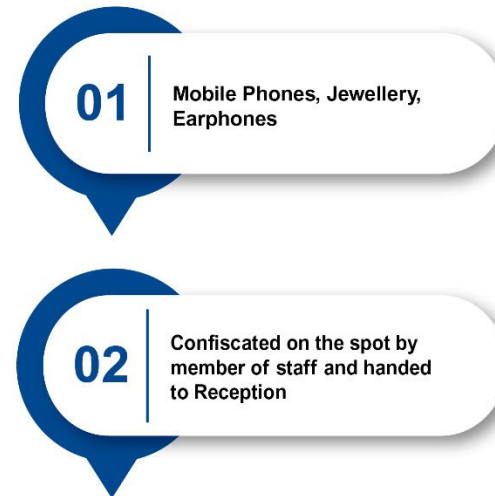 01
Mobile Phones, Jewellery,
Earphones
02
Confiscated on the spot by
member of staff and handed
to Reception